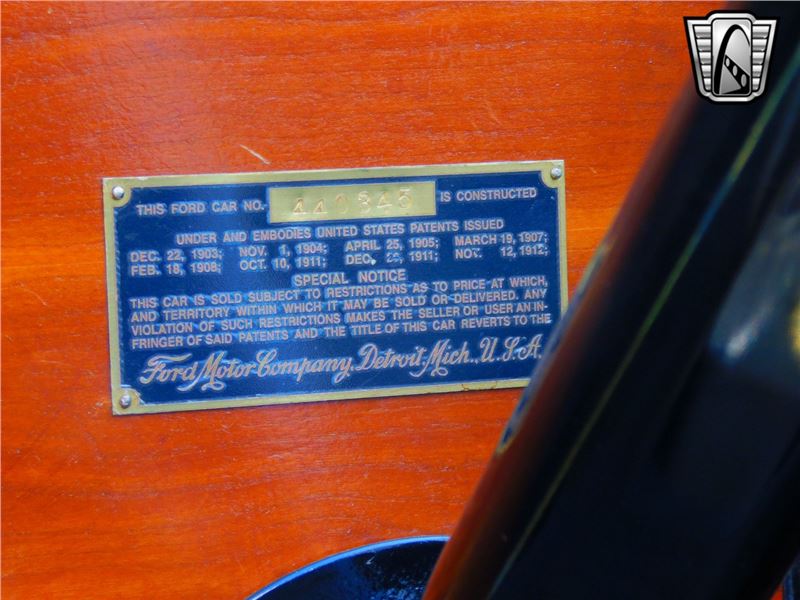 THIS FORD CAR NO. 440845 IS CONSTRUCTED
UNDER AND EMBODIES UNITED STATES PATENTS ISSUED
DEC. 22, 1903; NOV. 1, 1904; APRIL 25, 1905; MARCH 19, 1907;
FEB. 18, 1908; OCT. 10, 1911; DEC. 1911; NOV. 12, 1912;
SPECIAL NOTICE
THIS CAR IS SOLD SUBJECT TO RESTRICTIONS AS TO PRICE AT WHICH,
AND TERRITORY WITHIN WHICH IT MAY BE SOLD OR DELIVERED. ANY
VIOLATION OF SUCH RESTRICTIONS MAKES THE SELLER OR USER AN IN-
FRINGER OF SAID PATENTS AND THE TITLE OF THIS CAR REVERTS TO THE
Ford Motor Company, Detroit, Mich., U.S.A.